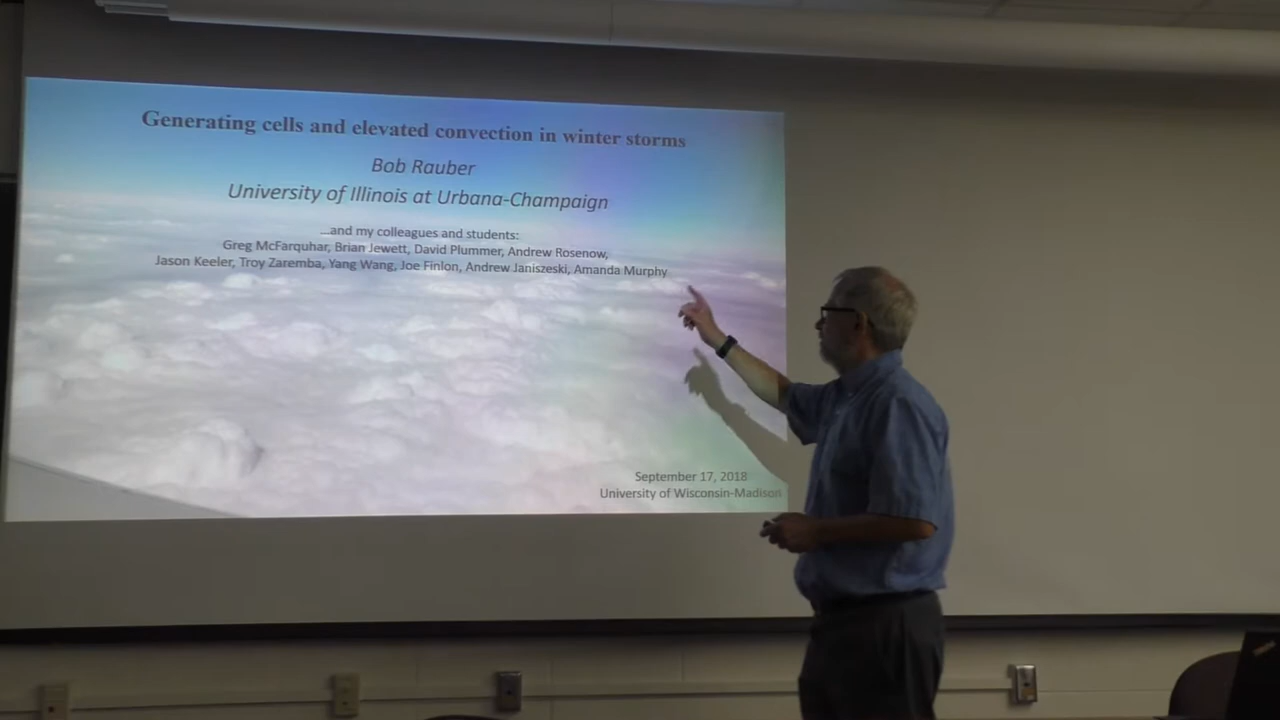 Generating cells and elevated convection in winter storms
Bob Rauber
University of Illinois at Urbana-Champaign
...and my colleagues and students:
Greg McFarquhar, Brian Jewett, David Plummer, Andrew Rosenow,
Jason Keeler, Troy Zaremba, Yang Wang, Joe Finlon, Andrew Janiszeski, Amanda Murphy
September 17, 2018
University of Wisconsin-Madison